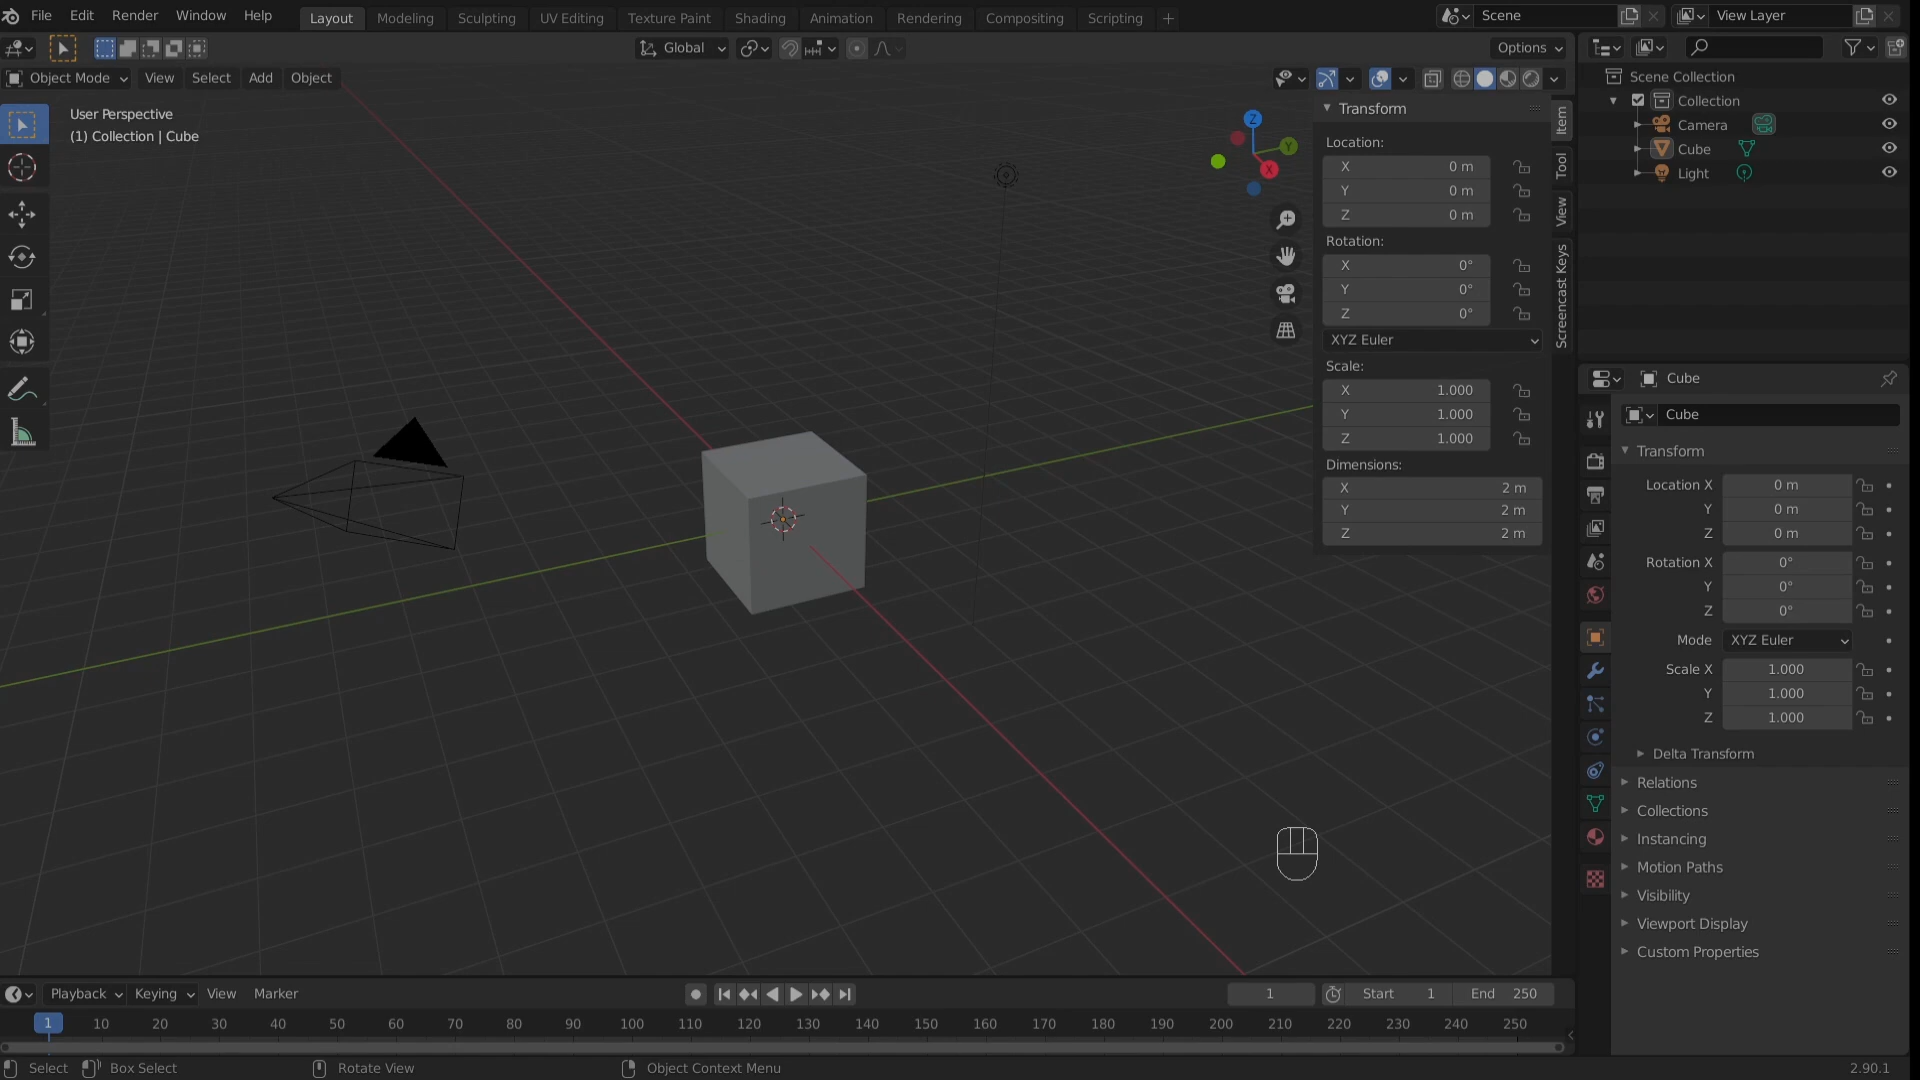 File Edit Render Window Help
Layout Modeling Sculpting UV Editing Texture Paint Shading Animation Rendering Compositing Scripting +
Scene
View Layer
Global
Options
Object Mode View Select Add Object
User Perspective
(1) Collection | Cube
Z
Y
X
Transform
Location:
X 0 m
Y 0 m
Z 0 m
Rotation:
X 0°
Y 0°
Z 0°
XYZ Euler
Scale:
X 1.000
Y 1.000
Z 1.000
Dimensions:
X 2 m
Y 2 m
Z 2 m
Item
Tool
View
Screencast Keys
Scene Collection
Collection
Camera
Cube
Light
Cube
Cube
Transform
Location X 0 m
Y 0 m
Z 0 m
Rotation X 0°
Y 0°
Z 0°
Mode XYZ Euler
Scale X 1.000
Y 1.000
Z 1.000
Delta Transform
Relations
Collections
Instancing
Motion Paths
Visibility
Viewport Display
Custom Properties
Playback Keying View Marker
1
Start 1
End 250
1 10 20 30 40 50 60 70 80 90 100 110 120 130 140 150 160 170 180 190 200 210 220 230 240 250
Select Box Select Rotate View Object Context Menu 2.90.1